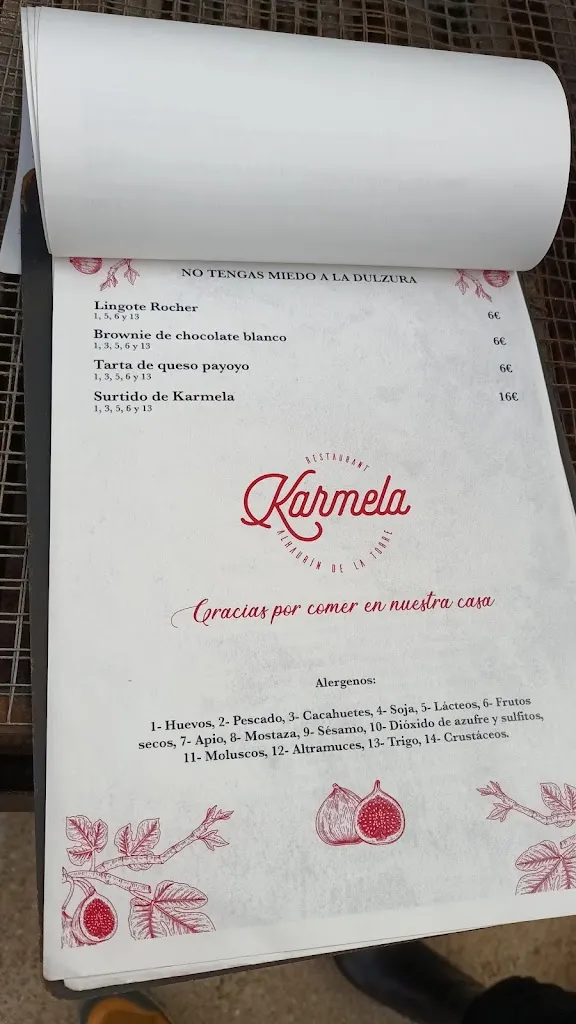 NO TENGAS MIEDO A LA DULZURA
Lingote Rocher 6€
1, 5, 6 y 13
Brownie de chocolate blanco 6€
1, 3, 5, 6 y 13
Tarta de queso payoyo 6€
1, 3, 5, 6 y 13
Surtido de Karmela 16€
1, 3, 5, 6 y 13
RESTAURANT
Karmela
ALHAURIN DE LA TORRE
Gracias por comer en nuestra casa
Alergenos:
1- Huevos, 2- Pescado, 3- Cacahuetes, 4- Soja, 5- Lácteos, 6- Frutos
secos, 7- Apio, 8- Mostaza, 9- Sésamo, 10- Dióxido de azufre y sulfitos,
11- Moluscos, 12- Altramuces, 13- Trigo, 14- Crustáceos.